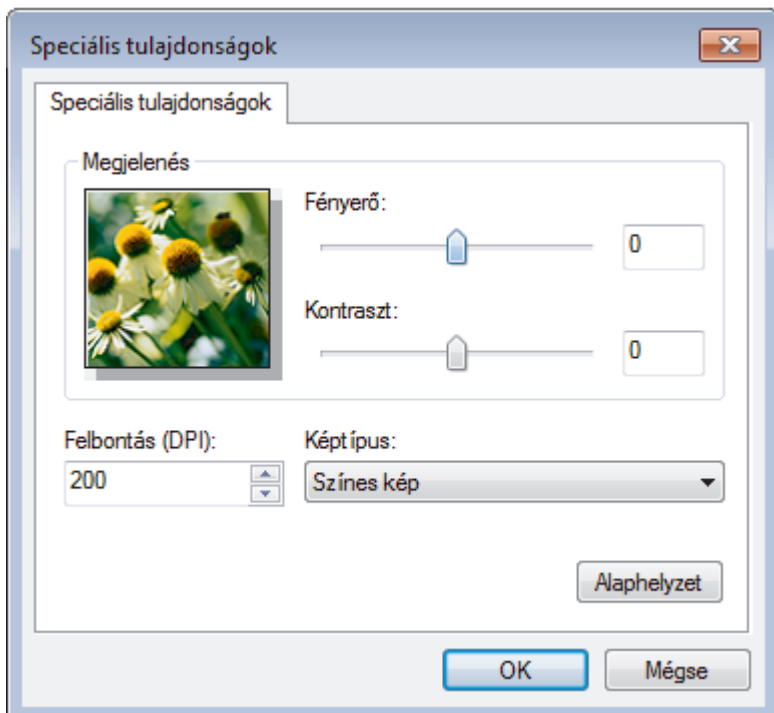 Speciális tulajdonságok
Speciális tulajdonságok
Megjelenés
Fényerő:
0
Kontraszt:
0
Felbontás (DPI):
Képtípus:
200
Színes kép
Alaphelyzet
OK
Mégse